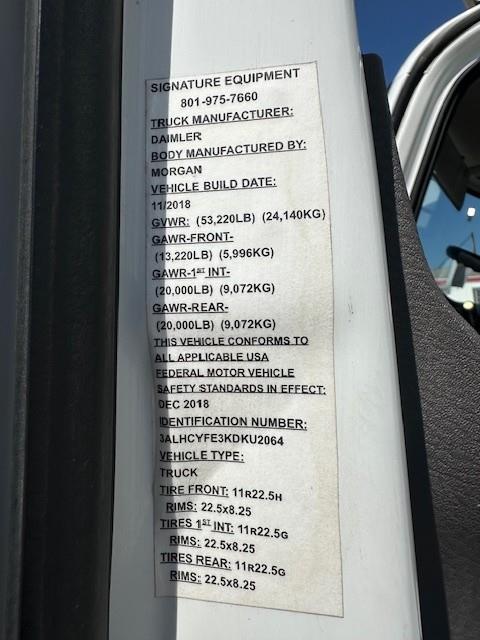 SIGNATURE EQUIPMENT
801-975-7660
TRUCK MANUFACTURER:
DAIMLER
BODY MANUFACTURED BY:
MORGAN
VEHICLE BUILD DATE:
11/2018
GVWR: (53,220LB) (24,140KG)
GAWR-FRONT-
(13,220LB) (5,996KG)
GAWR-1ST INT-
(20,000LB) (9,072KG)
GAWR-REAR-
(20,000LB) (9,072KG)
THIS VEHICLE CONFORMS TO
ALL APPLICABLE USA
FEDERAL MOTOR VEHICLE
SAFETY STANDARDS IN EFFECT:
DEC 2018
IDENTIFICATION NUMBER:
3ALHCYFE3KDKU2064
VEHICLE TYPE:
TRUCK
TIRE FRONT: 11R22.5H
RIMS: 22.5x8.25
TIRES 1ST INT: 11R22.5G
RIMS: 22.5x8.25
TIRES REAR: 11R22.5G
RIMS: 22.5x8.25